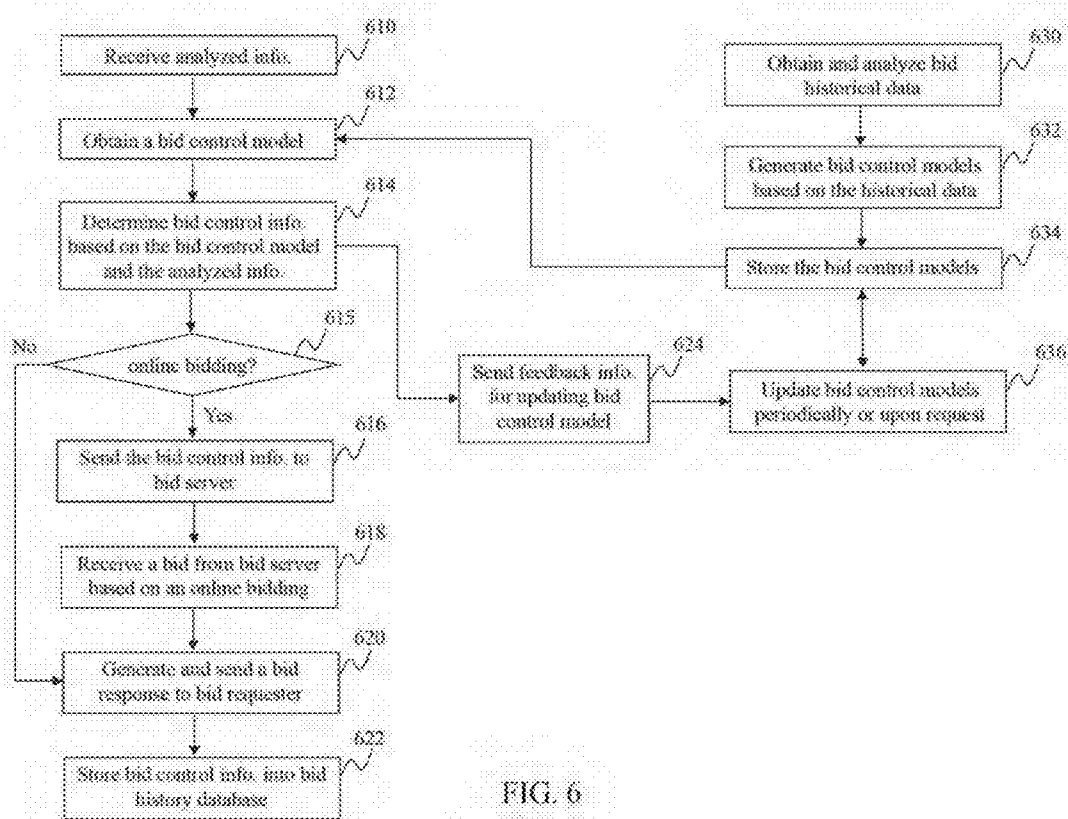 610
Receive analyzed info.
612
Obtain a bid control model
614
Determine bid control info.
based on the bid control model
and the analyzed info.
615
No
online bidding?
Yes
616
Send the bid control info. to
bid server
618
Receive a bid from bid server
based on an online bidding
620
Generate and send a bid
response to bid requester
622
Store bid control info. into bid
history database
624
Send feedback info.
for updating bid
control model
630
Obtain and analyze bid
historical data
632
Generate bid control models
based on the historical data
634
Store the bid control models
636
Update bid control models
periodically or upon request
FIG. 6